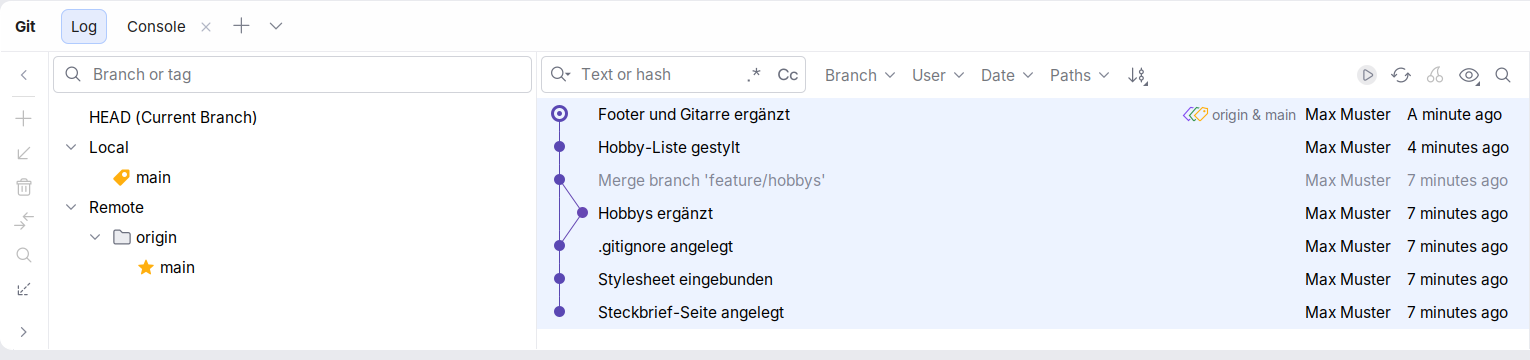 Git Log Console
Branch or tag
Text or hash .* Cc Branch User Date Paths
HEAD (Current Branch)
Local
main
Remote
origin
main
Footer und Gitarre ergänzt origin & main Max Muster A minute ago
Hobby-Liste gestylt Max Muster 4 minutes ago
Merge branch 'feature/hobbys' Max Muster 7 minutes ago
Hobbys ergänzt Max Muster 7 minutes ago
.gitignore angelegt Max Muster 7 minutes ago
Stylesheet eingebunden Max Muster 7 minutes ago
Steckbrief-Seite angelegt Max Muster 7 minutes ago